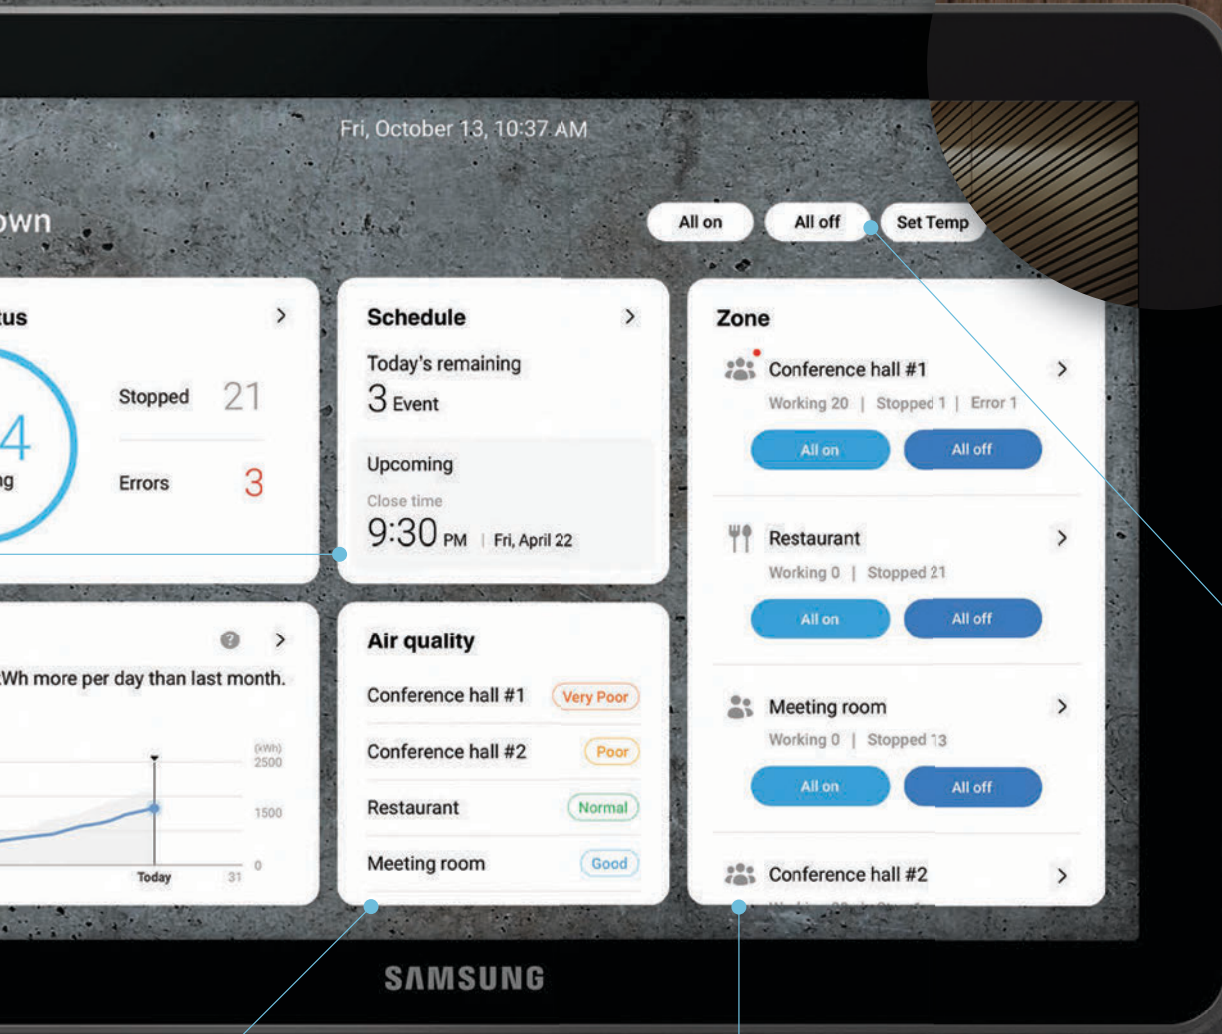 Fri, October 13, 10:37 AM
own
All on
All off
Set Temp
tus
Stopped 21
4
ng
Errors 3
Schedule
Today's remaining
3 Event
Upcoming
Close time
9:30 PM | Fri, April 22
Zone
Conference hall #1
Working 20 | Stopped 1 | Error 1
All on
All off
Restaurant
Working 0 | Stopped 21
All on
All off
Meeting room
Working 0 | Stopped 13
All on
All off
Conference hall #2
?
Wh more per day than last month.
(kWh)
2500
1500
0
Today
31
Air quality
Conference hall #1 Very Poor
Conference hall #2 Poor
Restaurant Normal
Meeting room Good
SAMSUNG